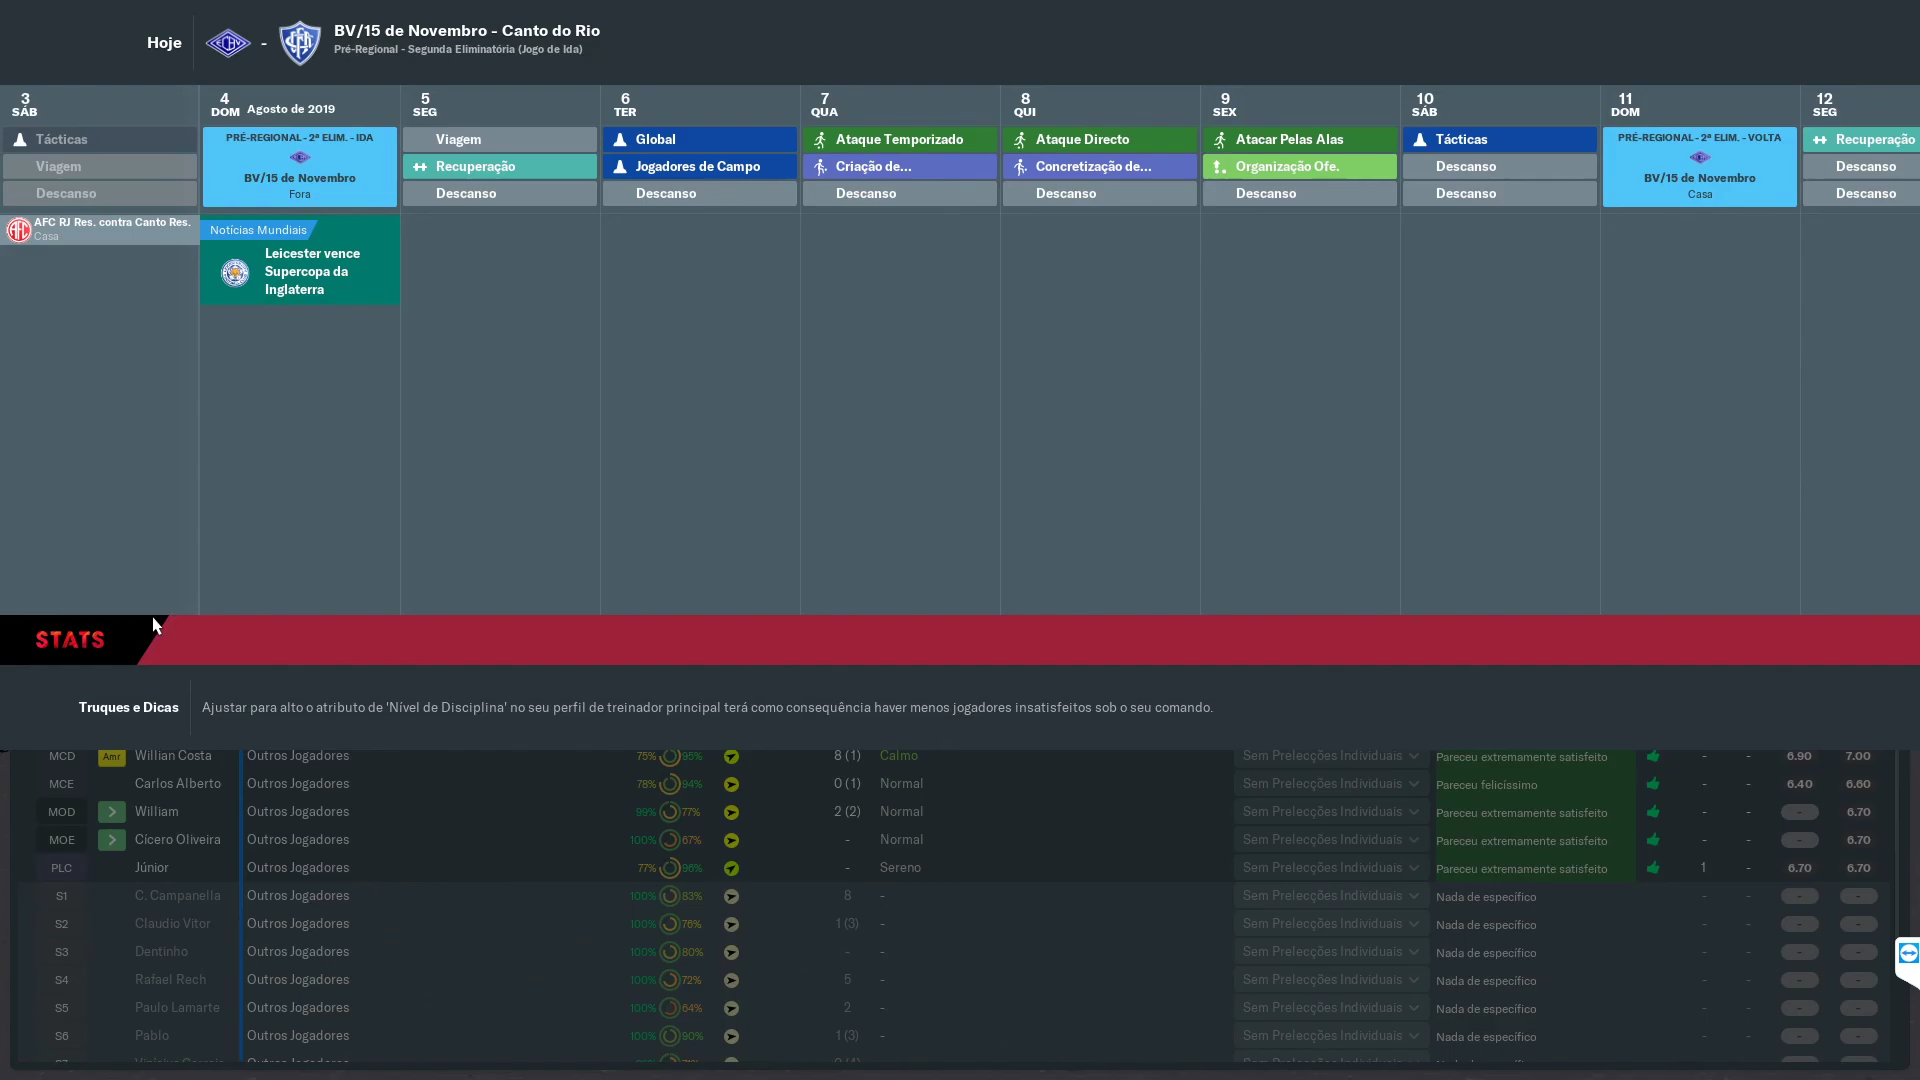 Hoje
-
BV/15 de Novembro - Canto do Rio
Pré-Regional - Segunda Eliminatória (Jogo de Ida)
3
SÁB
Tácticas
Viagem
Descanso
AFC RJ Res. contra Canto Res.
Casa
4
DOM Agosto de 2019
PRÉ-REGIONAL - 2ª ELIM. - IDA
BV/15 de Novembro
Fora
Notícias Mundiais
Leicester vence
Supercopa da
Inglaterra
5
SEG
Viagem
Recuperação
Descanso
6
TER
Global
Jogadores de Campo
Descanso
7
QUA
Ataque Temporizado
Criação de...
Descanso
8
QUI
Ataque Directo
Concretização de...
Descanso
9
SEX
Atacar Pelas Alas
Organização Ofe.
Descanso
10
SÁB
Tácticas
Descanso
Descanso
11
DOM
PRÉ-REGIONAL - 2ª ELIM. - VOLTA
BV/15 de Novembro
Casa
12
SEG
Recuperação
Descanso
Descanso
STATS
Truques e Dicas Ajustar para alto o atributo de 'Nível de Disciplina' no seu perfil de treinador principal terá como consequência haver menos jogadores insatisfeitos sob o seu comando.
MCD Amr Willian Costa Outros Jogadores 75% 95% 8 (1) Calmo Sem Prelecções Individuais Pareceu extremamente satisfeito - - 6.90 7.00
MCE Carlos Alberto Outros Jogadores 78% 94% 0 (1) Normal Sem Prelecções Individuais Pareceu felicíssimo - - 6.40 6.60
MOD William Outros Jogadores 99% 77% 2 (2) Normal Sem Prelecções Individuais Pareceu extremamente satisfeito - - - 6.70
MOE Cícero Oliveira Outros Jogadores 100% 67% - Normal Sem Prelecções Individuais Pareceu extremamente satisfeito - - - 6.70
PLC Júnior Outros Jogadores 77% 96% - Sereno Sem Prelecções Individuais Pareceu extremamente satisfeito 1 - 6.70 6.70
S1 C. Campanella Outros Jogadores 100% 83% 8 - Sem Prelecções Individuais Nada de específico - - - -
S2 Claudio Vitor Outros Jogadores 100% 76% 1 (3) - Sem Prelecções Individuais Nada de específico - - - -
S3 Dentinho Outros Jogadores 100% 80% - - Sem Prelecções Individuais Nada de específico - - - -
S4 Rafael Rech Outros Jogadores 100% 72% 5 - Sem Prelecções Individuais Nada de específico - - - -
S5 Paulo Lamarte Outros Jogadores 100% 64% 2 - Sem Prelecções Individuais Nada de específico - - - -
S6 Pablo Outros Jogadores 100% 90% 1 (3) - Sem Prelecções Individuais Nada de específico - - - -